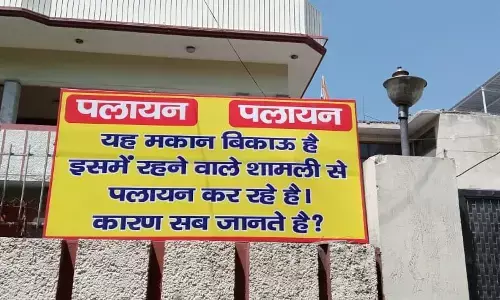 पलायन पलायन
यह मकान बिकाऊ है
इसमें रहने वाले शामली से
पलायन कर रहे है।
कारण सब जानते है?